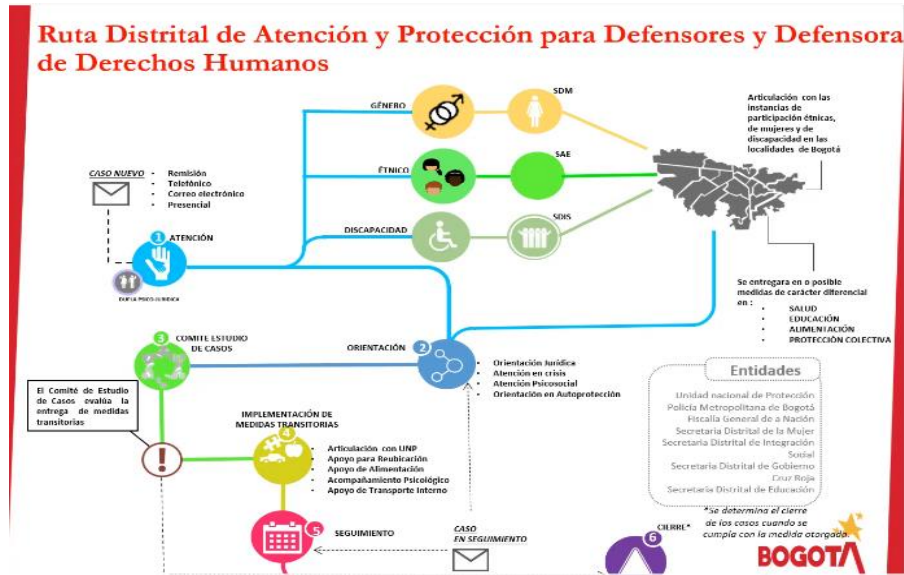 Ruta Distrital de Atención y Protección para Defensores y Defensora
de Derechos Humanos
CASO NUEVO
- Remisión
- Telefónico
- Correo electrónico
- Presencial
1 ATENCIÓN
DUPLA PSICO-JURIDICA
GÉNERO
SDM
ÉTNICO
SAE
DISCAPACIDAD
SDIS
Articulación con las
instancias de
participación étnicas,
de mujeres y de
discapacidad en las
localidades de Bogotá
Se entregara en o posible
medidas de carácter diferencial
en :
• SALUD
• EDUCACIÓN
• ALIMENTACIÓN
• PROTECCIÓN COLECTIVA
ORIENTACIÓN 2
• Orientación Jurídica
• Atención en crisis
• Atención Psicosocial
• Orientación en Autoprotección
3 COMITE ESTUDIO
DE CASOS
El Comité de Estudio
de Casos evalúa la
entrega de medidas
transitorias
!
IMPLEMENTACIÓN DE
MEDIDAS TRANSITORIAS
4
• Articulación con UNP
• Apoyo para Reubicación
• Apoyo de Alimentación
• Acompañamiento Psicológico
• Apoyo de Transporte Interno
5 SEGUIMIENTO
CASO
EN SEGUIMIENTO
CIERRE*
6
Entidades
Unidad nacional de Protección
Policía Metropolitana de Bogotá
Fiscalía General de a Nación
Secretaria Distrital de la Mujer
Secretaria Distrital de Integración
Social
Secretaria Distrital de Gobierno
Cruz Roja
Secretaria Distrital de Educación
*Se determina el cierre
de los casos cuando se
cumpla con la medida otorgada.
BOGOTÁ